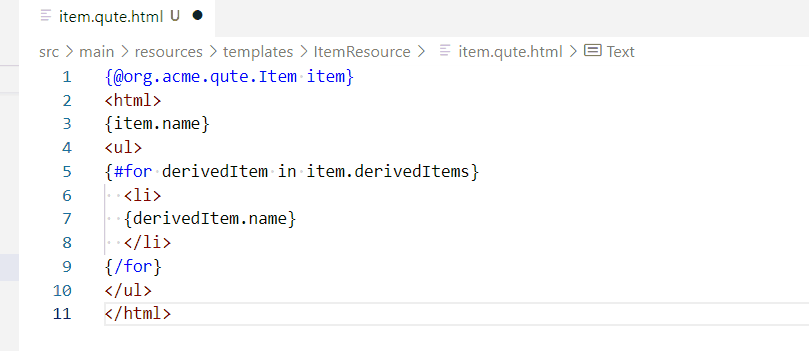 item.qute.html U ●
src > main > resources > templates > ItemResource > item.qute.html > Text
1 {@org.acme.qute.Item item}
2 <html>
3 {item.name}
4 <ul>
5 {#for derivedItem in item.derivedItems}
6   <li>
7   {derivedItem.name}
8   </li>
9 {/for}
10 </ul>
11 </html>